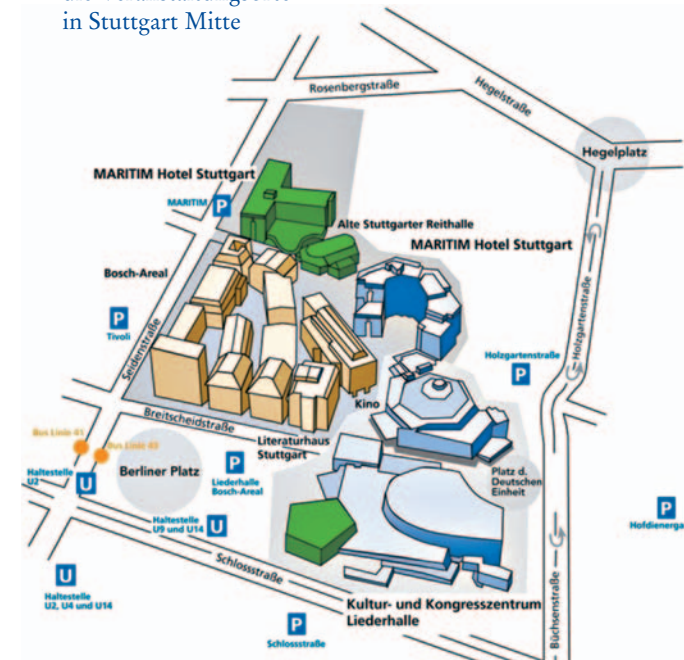 in Stuttgart Mitte
Rosenbergstraße
Hegelstraße
Hegelplatz
MARITIM Hotel Stuttgart
MARITIM
P
Alte Stuttgarter Reithalle
MARITIM Hotel Stuttgart
Bosch-Areal
P
Tivoli
Seidenstraße
Holzgartenstraße
Holzgartenstraße
P
Kino
Breitscheidstraße
Literaturhaus
Stuttgart
Bus Linie 41
Bus Linie 43
Haltestelle
U2
U
Berliner Platz
P
Liederhalle
Bosch-Areal
Platz d.
Deutschen
Einheit
P
Hofdienerga
Haltestelle
U9 und U14
U
Schlossstraße
U
Haltestelle
U2, U4 und U14
Kultur- und Kongresszentrum
Liederhalle
P
Schlossstraße
Büchsenstraße